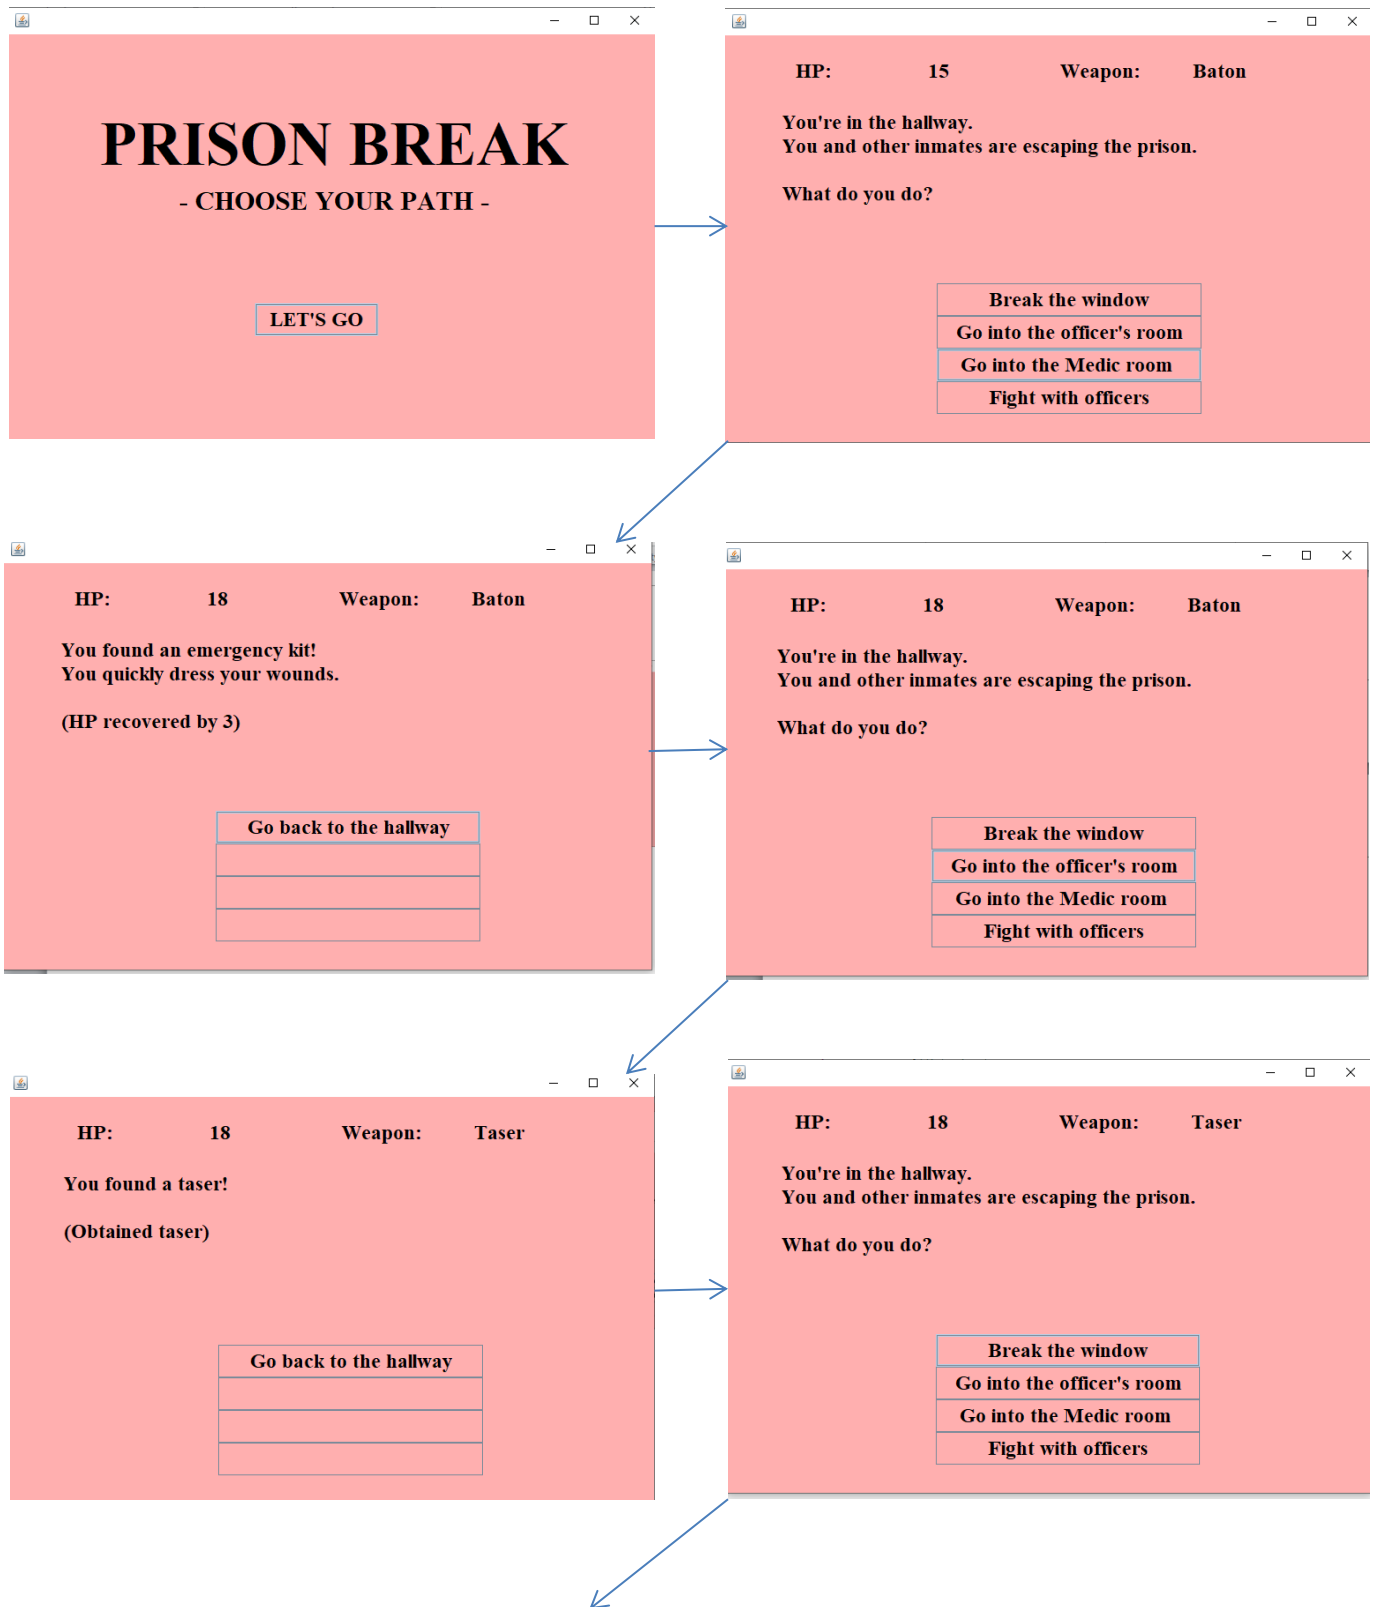 PRISON BREAK
- CHOOSE YOUR PATH -
LET'S GO
HP: 15 Weapon: Baton
You're in the hallway.
You and other inmates are escaping the prison.
What do you do?
Break the window
Go into the officer's room
Go into the Medic room
Fight with officers
HP: 18 Weapon: Baton
You found an emergency kit!
You quickly dress your wounds.
(HP recovered by 3)
Go back to the hallway
HP: 18 Weapon: Baton
You're in the hallway.
You and other inmates are escaping the prison.
What do you do?
Break the window
Go into the officer's room
Go into the Medic room
Fight with officers
HP: 18 Weapon: Taser
You found a taser!
(Obtained taser)
Go back to the hallway
HP: 18 Weapon: Taser
You're in the hallway.
You and other inmates are escaping the prison.
What do you do?
Break the window
Go into the officer's room
Go into the Medic room
Fight with officers